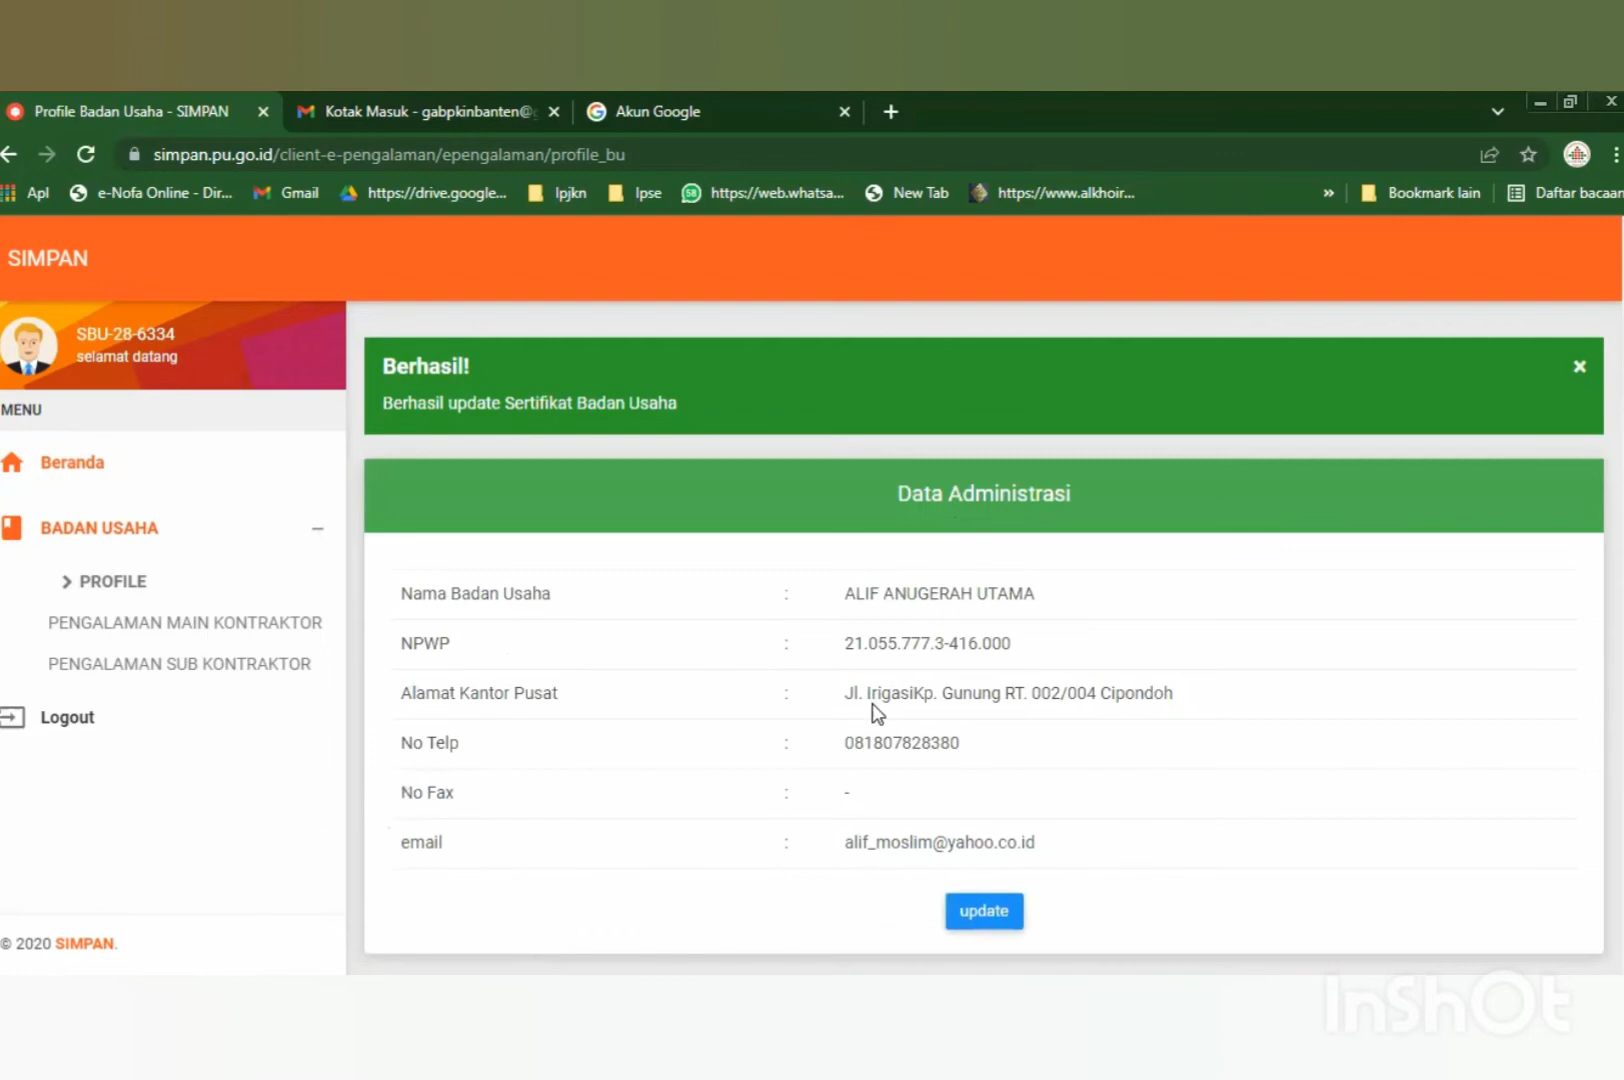 Profile Badan Usaha - SIMPAN
Kotak Masuk - gabpkinbanten@
Akun Google
simpan.pu.go.id/client-e-pengalaman/epengalaman/profile_bu
Apl
e-Nofa Online - Dir...
Gmail
https://drive.google...
lpjkn
lpse
58
https://web.whatsa...
New Tab
https://www.alkhoir...
»
Bookmark lain
Daftar bacaan
SIMPAN
SBU-28-6334
selamat datang
MENU
Beranda
BADAN USAHA
PROFILE
PENGALAMAN MAIN KONTRAKTOR
PENGALAMAN SUB KONTRAKTOR
Logout
© 2020 SIMPAN.
Berhasil!
Berhasil update Sertifikat Badan Usaha
Data Administrasi
Nama Badan Usaha : ALIF ANUGERAH UTAMA
NPWP : 21.055.777.3-416.000
Alamat Kantor Pusat : Jl. IrigasiKp. Gunung RT. 002/004 Cipondoh
No Telp : 081807828380
No Fax : -
email : alif_moslim@yahoo.co.id
update
InShOt